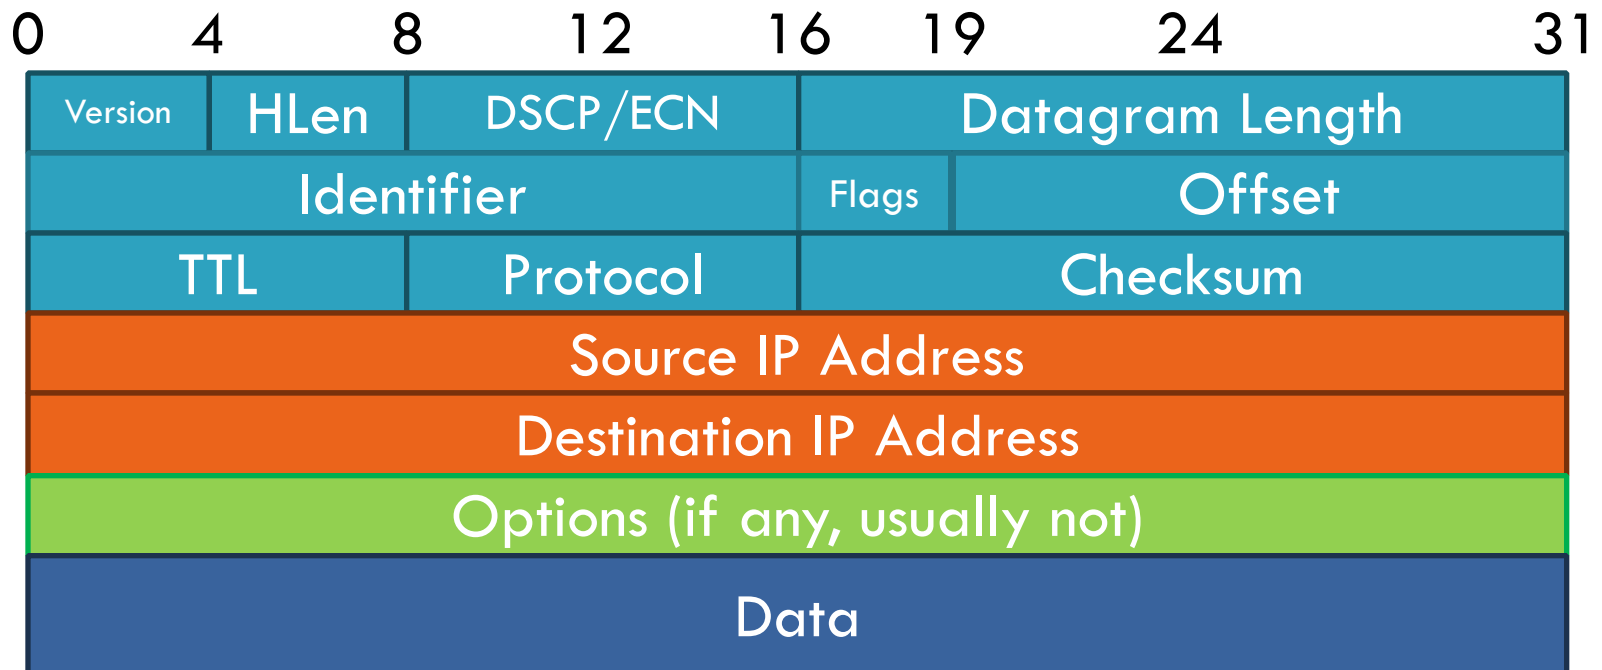 0 4 8 12 16 19 24 31
Version HLen DSCP/ECN Datagram Length
Identifier Flags Offset
TTL Protocol Checksum
Source IP Address
Destination IP Address
Options (if any, usually not)
Data